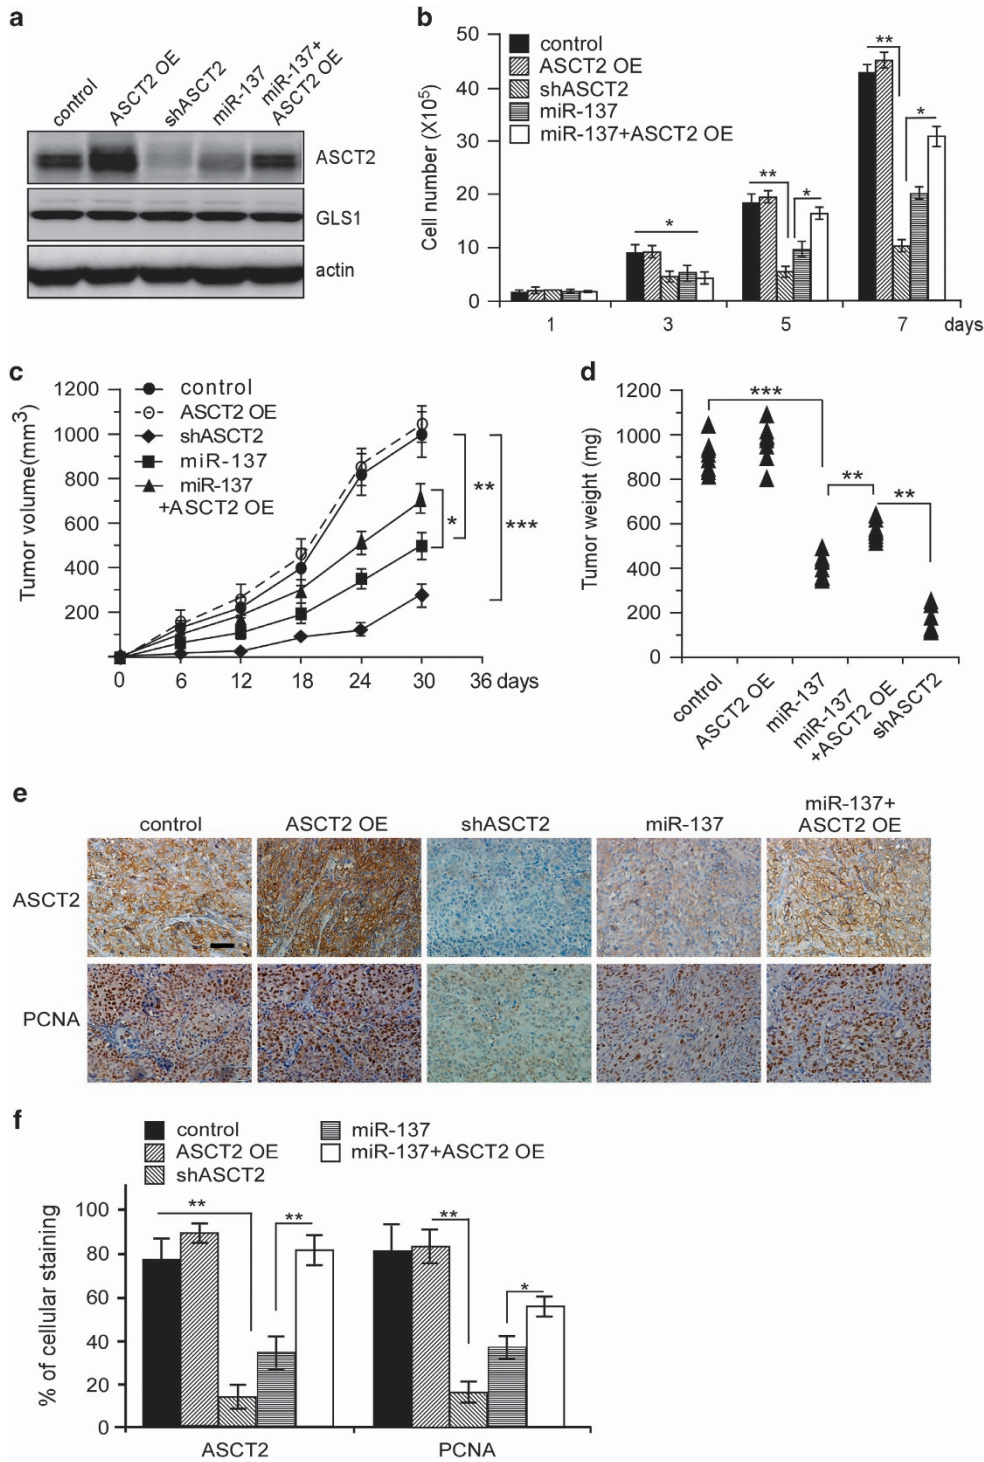 a
control
ASCT2 OE
shASCT2
miR-137
miR-137+
ASCT2 OE
ASCT2
GLS1
actin
b
control
ASCT2 OE
shASCT2
miR-137
miR-137+ASCT2 OE
Cell number (X10⁵)
50
40
30
20
10
0
*
**
*
**
*
1
3
5
7
days
c
control
ASCT2 OE
shASCT2
miR-137
miR-137
+ASCT2 OE
Tumor volume(mm³)
1200
1000
800
600
400
200
0
6
12
18
24
30
36 days
*
**
***
d
Tumor weight (mg)
1200
1000
800
600
400
200
0
***
**
**
control
ASCT2 OE
miR-137
miR-137
+ASCT2 OE
shASCT2
e
control
ASCT2 OE
shASCT2
miR-137
miR-137+
ASCT2 OE
ASCT2
PCNA
f
control
ASCT2 OE
shASCT2
miR-137
miR-137+ASCT2 OE
% of cellular staining
100
80
60
40
20
0
**
**
**
*
ASCT2
PCNA